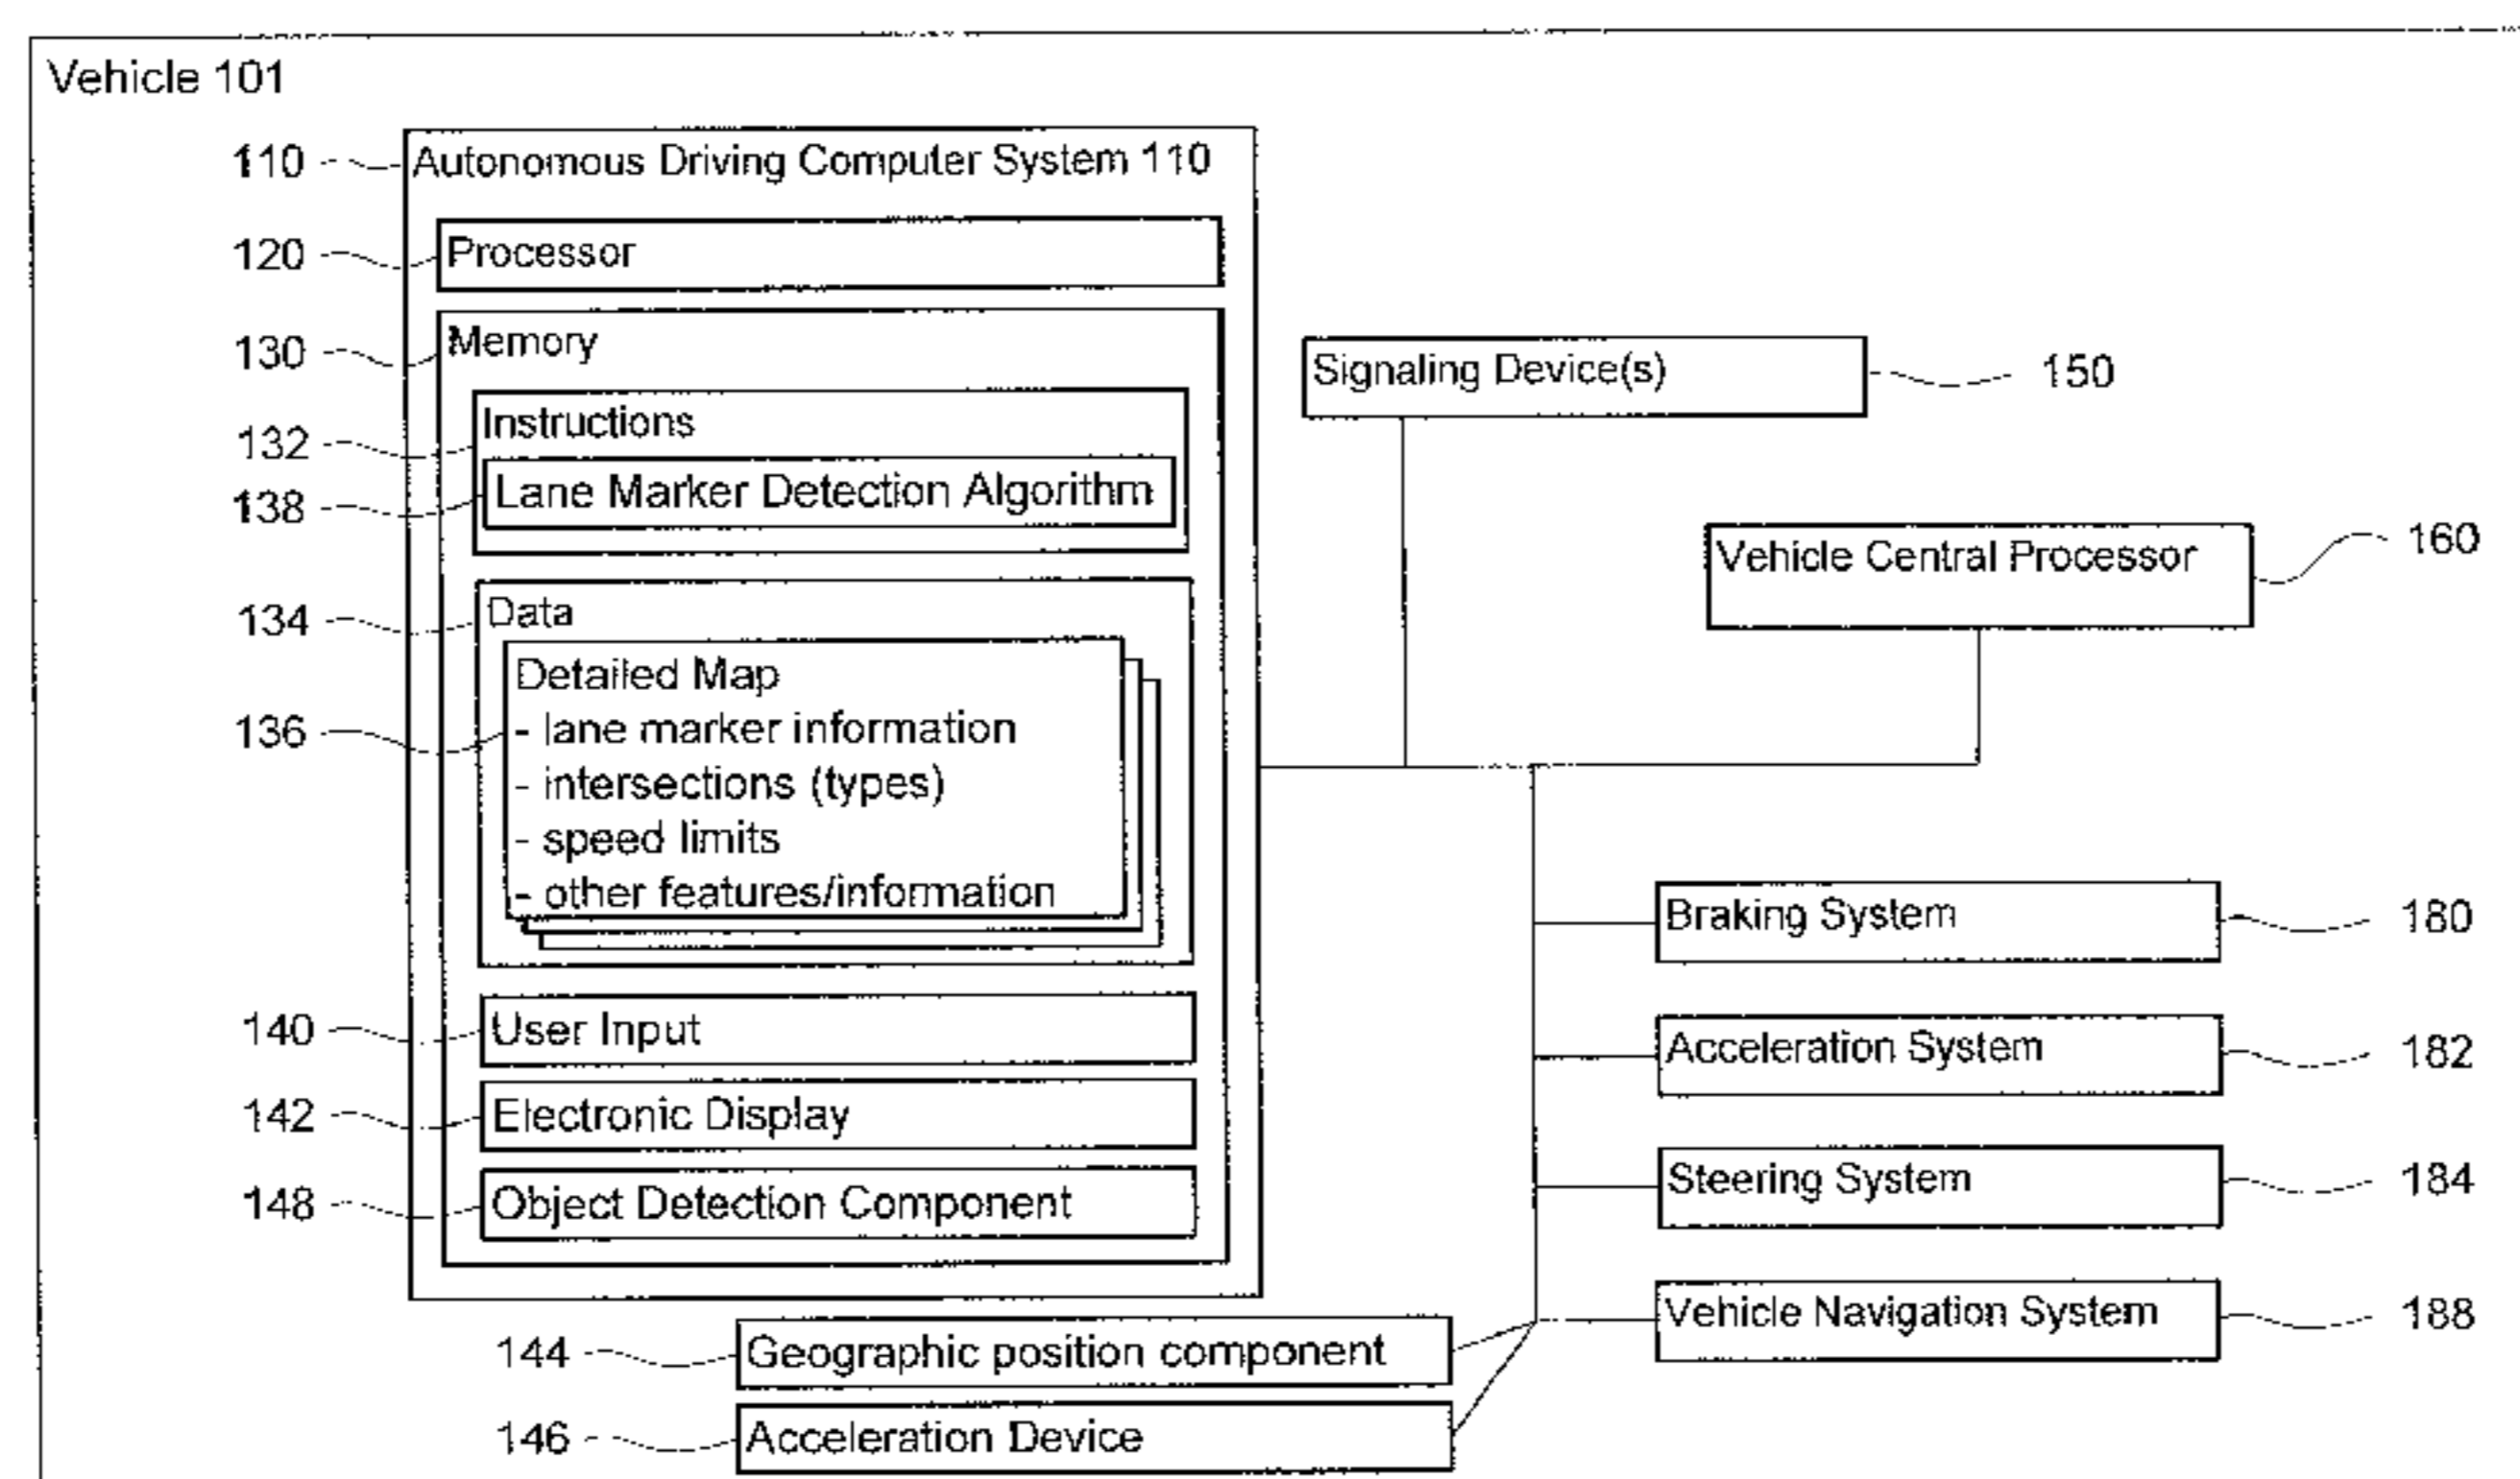 Vehicle 101
110
Autonomous Driving Computer System 110
120
Processor
130
Memory
132
Instructions
138
Lane Marker Detection Algorithm
134
Data
136
Detailed Map
- lane marker information
- intersections (types)
- speed limits
- other features/information
140
User Input
142
Electronic Display
148
Object Detection Component
144
Geographic position component
146
Acceleration Device
Signaling Device(s)
150
Vehicle Central Processor
160
Braking System
180
Acceleration System
182
Steering System
184
Vehicle Navigation System
188